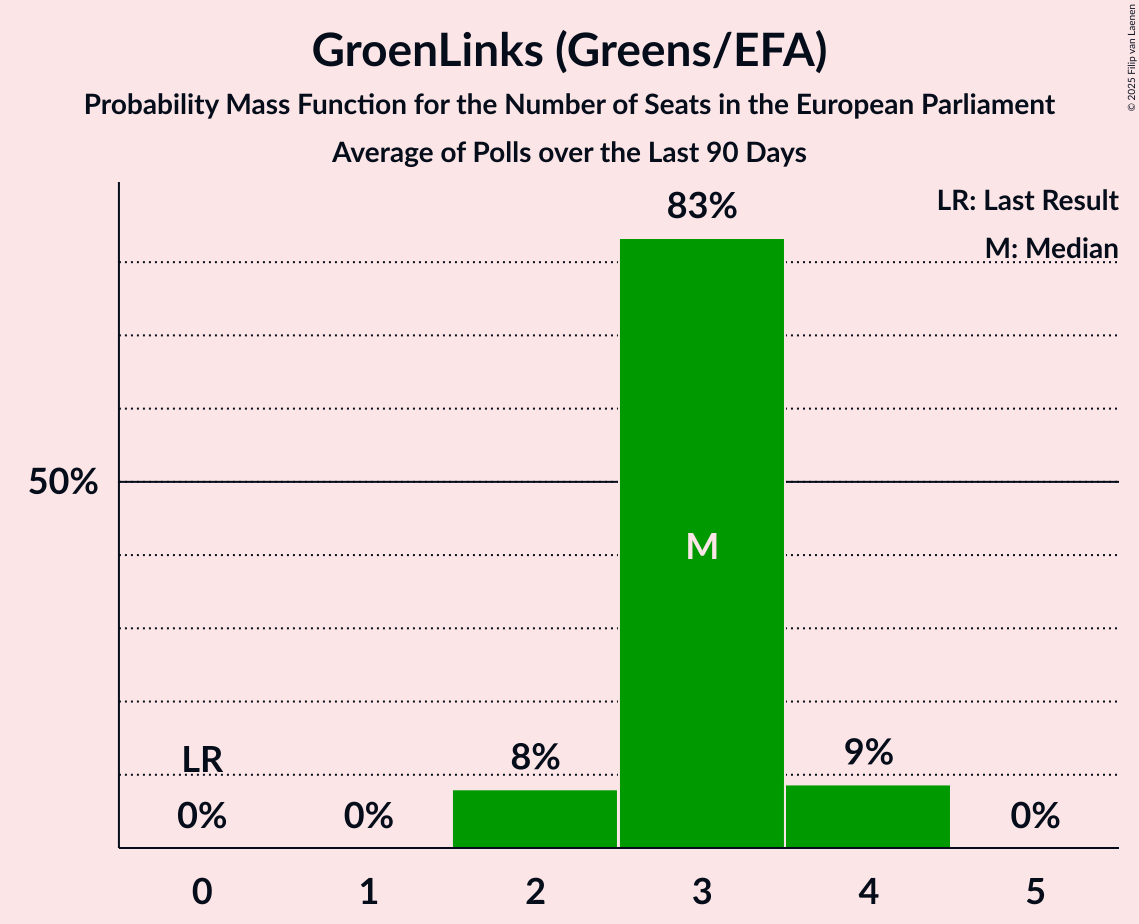 GroenLinks (Greens/EFA)
Probability Mass Function for the Number of Seats in the European Parliament
Average of Polls over the Last 90 Days
© 2025 Filip van Laenen
LR: Last Result
M: Median
83%
50%
M
LR
8%
9%
0%
0%
0%
0
1
2
3
4
5